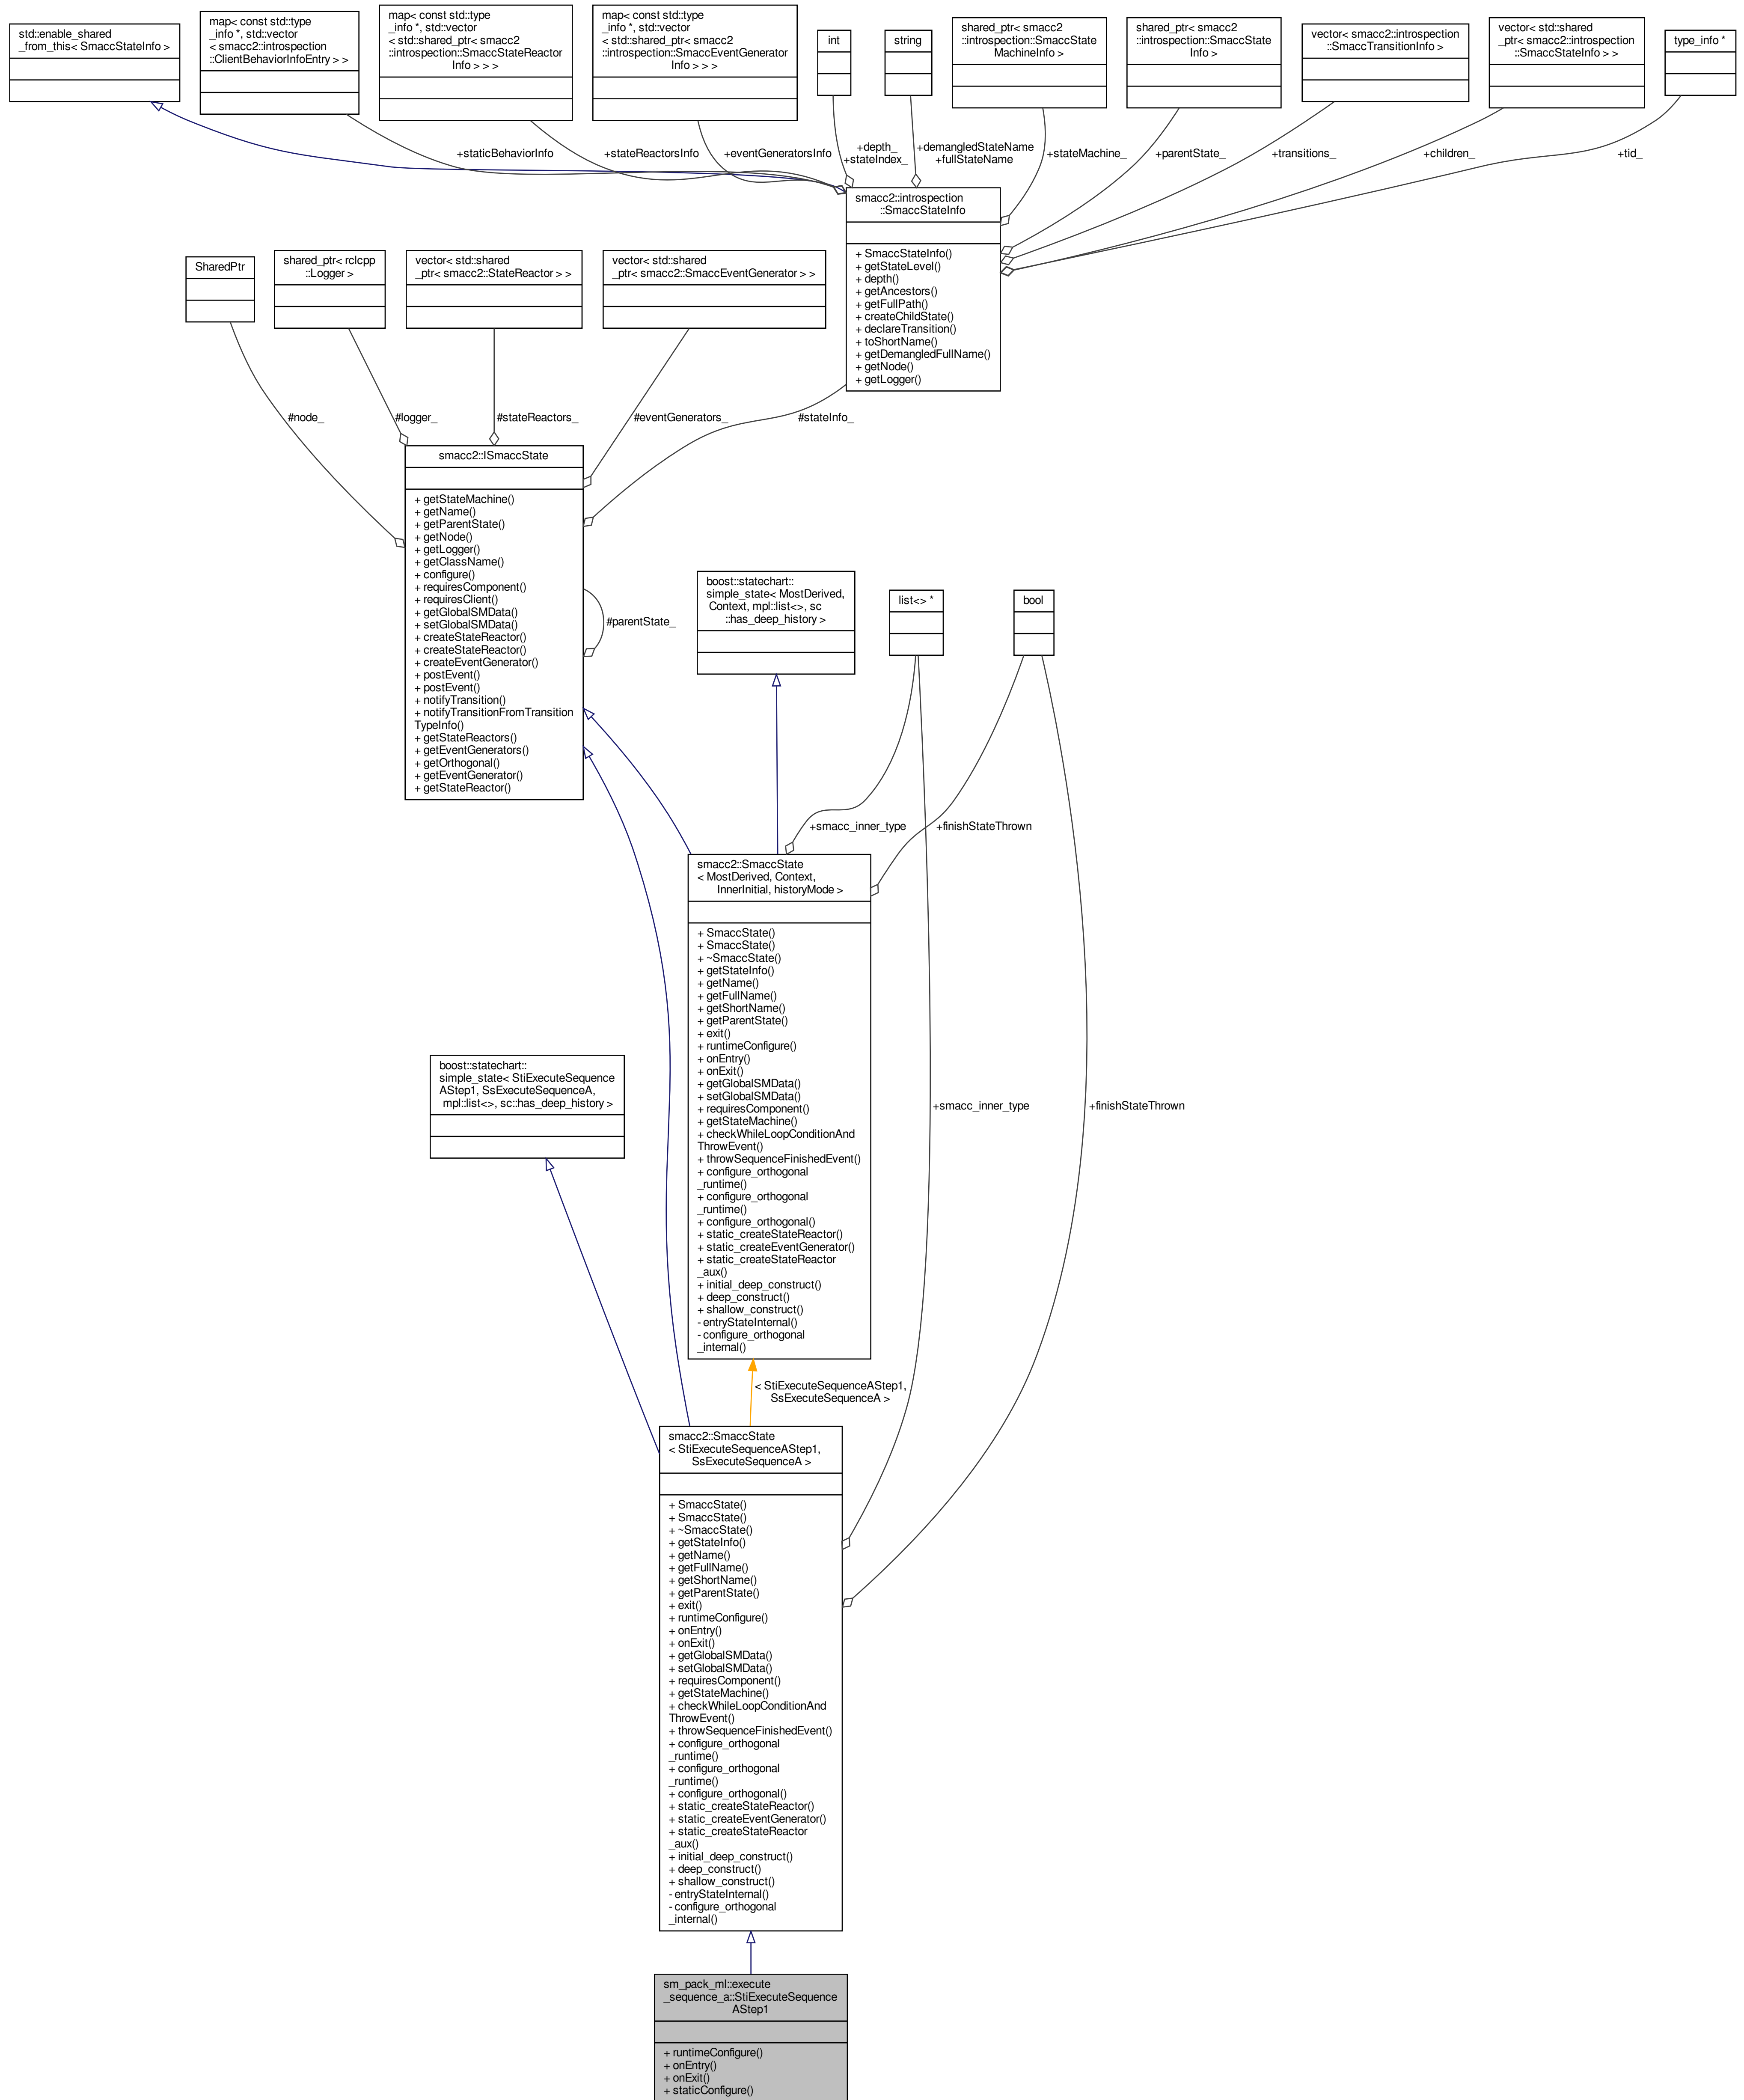 std::enable_shared
_from_this< SmaccStateInfo >
map< const std::type
_info *, std::vector
< smacc2::introspection
::ClientBehaviorInfoEntry > >
map< const std::type
_info *, std::vector
< std::shared_ptr< smacc2
::introspection::SmaccStateReactor
Info > > >
map< const std::type
_info *, std::vector
< std::shared_ptr< smacc2
::introspection::SmaccEventGenerator
Info > > >
int
string
shared_ptr< smacc2
::introspection::SmaccState
MachineInfo >
shared_ptr< smacc2
::introspection::SmaccState
Info >
vector< smacc2::introspection
::SmaccTransitionInfo >
vector< std::shared
_ptr< smacc2::introspection
::SmaccStateInfo > >
type_info *
+staticBehaviorInfo
+stateReactorsInfo
+eventGeneratorsInfo
+depth_
+stateIndex_
+demangledStateName
+fullStateName
+stateMachine_
+parentState_
+transitions_
+children_
+tid_
smacc2::introspection
::SmaccStateInfo
+ SmaccStateInfo()
+ getStateLevel()
+ depth()
+ getAncestors()
+ getFullPath()
+ createChildState()
+ declareTransition()
+ toShortName()
+ getDemangledFullName()
+ getNode()
+ getLogger()
SharedPtr
shared_ptr< rclcpp
::Logger >
vector< std::shared
_ptr< smacc2::StateReactor > >
vector< std::shared
_ptr< smacc2::SmaccEventGenerator > >
#node_
#logger_
#stateReactors_
#eventGenerators_
#stateInfo_
smacc2::ISmaccState
+ getStateMachine()
+ getName()
+ getParentState()
+ getNode()
+ getLogger()
+ getClassName()
+ configure()
+ requiresComponent()
+ requiresClient()
+ getGlobalSMData()
+ setGlobalSMData()
+ createStateReactor()
+ createStateReactor()
+ createEventGenerator()
+ postEvent()
+ postEvent()
+ notifyTransition()
+ notifyTransitionFromTransition
TypeInfo()
+ getStateReactors()
+ getEventGenerators()
+ getOrthogonal()
+ getEventGenerator()
+ getStateReactor()
#parentState_
boost::statechart::
simple_state< MostDerived,
Context, mpl::list<>, sc
::has_deep_history >
list<> *
bool
+smacc_inner_type
+finishStateThrown
smacc2::SmaccState
< MostDerived, Context,
InnerInitial, historyMode >
+ SmaccState()
+ SmaccState()
+ ~SmaccState()
+ getStateInfo()
+ getName()
+ getFullName()
+ getShortName()
+ getParentState()
+ exit()
+ runtimeConfigure()
+ onEntry()
+ onExit()
+ getGlobalSMData()
+ setGlobalSMData()
+ requiresComponent()
+ getStateMachine()
+ checkWhileLoopConditionAnd
ThrowEvent()
+ throwSequenceFinishedEvent()
+ configure_orthogonal
_runtime()
+ configure_orthogonal
_runtime()
+ configure_orthogonal()
+ static_createStateReactor()
+ static_createEventGenerator()
+ static_createStateReactor
_aux()
+ initial_deep_construct()
+ deep_construct()
+ shallow_construct()
- entryStateInternal()
- configure_orthogonal
_internal()
boost::statechart::
simple_state< StiExecuteSequence
AStep1, SsExecuteSequenceA,
mpl::list<>, sc::has_deep_history >
+smacc_inner_type
+finishStateThrown
< StiExecuteSequenceAStep1,
SsExecuteSequenceA >
smacc2::SmaccState
< StiExecuteSequenceAStep1,
SsExecuteSequenceA >
+ SmaccState()
+ SmaccState()
+ ~SmaccState()
+ getStateInfo()
+ getName()
+ getFullName()
+ getShortName()
+ getParentState()
+ exit()
+ runtimeConfigure()
+ onEntry()
+ onExit()
+ getGlobalSMData()
+ setGlobalSMData()
+ requiresComponent()
+ getStateMachine()
+ checkWhileLoopConditionAnd
ThrowEvent()
+ throwSequenceFinishedEvent()
+ configure_orthogonal
_runtime()
+ configure_orthogonal
_runtime()
+ configure_orthogonal()
+ static_createStateReactor()
+ static_createEventGenerator()
+ static_createStateReactor
_aux()
+ initial_deep_construct()
+ deep_construct()
+ shallow_construct()
- entryStateInternal()
- configure_orthogonal
_internal()
sm_pack_ml::execute
_sequence_a::StiExecuteSequence
AStep1
+ runtimeConfigure()
+ onEntry()
+ onExit()
+ staticConfigure()